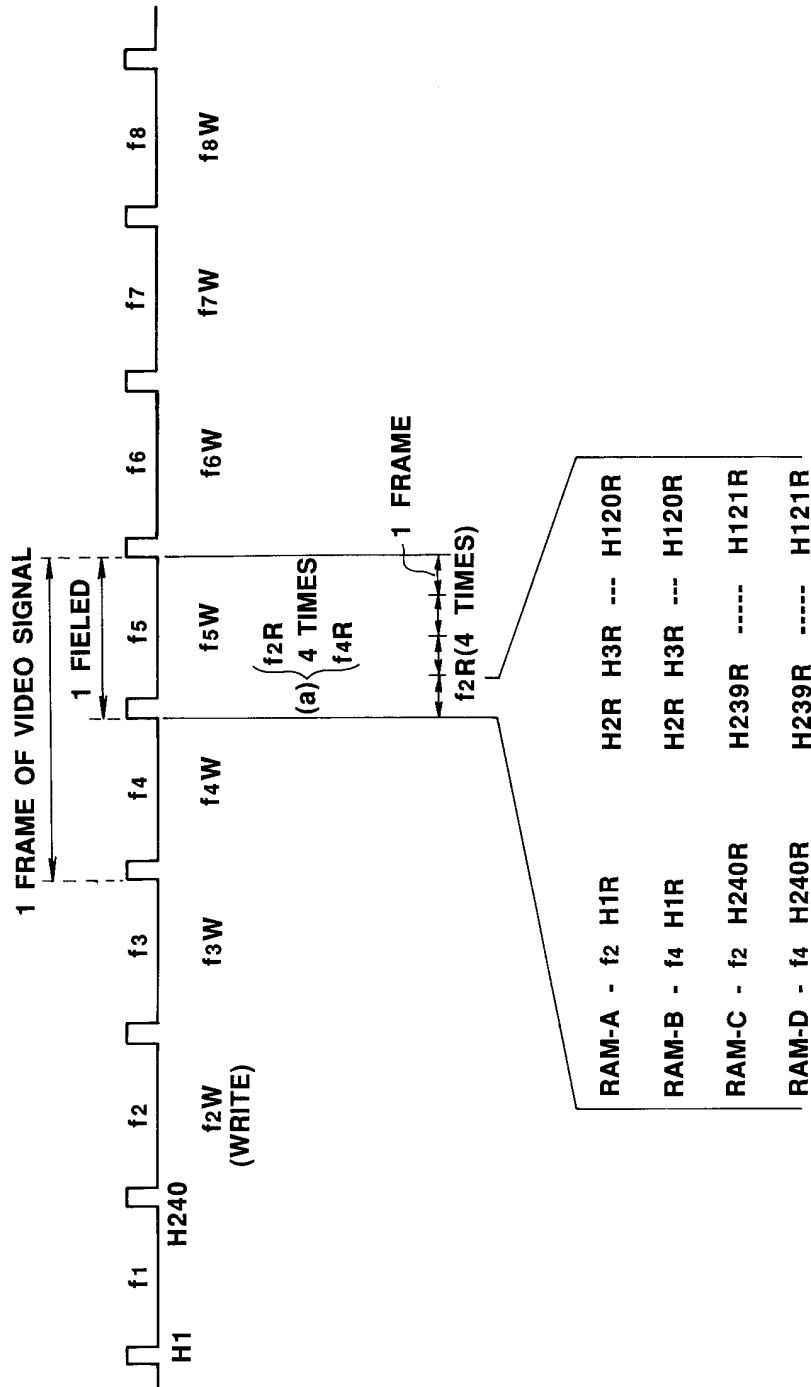 1 FRAME OF VIDEO SIGNAL
1 FIELED
f1 f2 f3 f4 f5 f6 f7 f8
H1 H240
f2W f3W f4W f5W f6W f7W f8W
(WRITE)
f2R
(a) 4 TIMES
f4R
1 FRAME
f2R(4 TIMES)
RAM-A - f2 H1R H2R H3R --- H120R
RAM-B - f4 H1R H2R H3R --- H120R
RAM-C - f2 H240R H239R ----- H121R
RAM-D - f4 H240R H239R ----- H121R